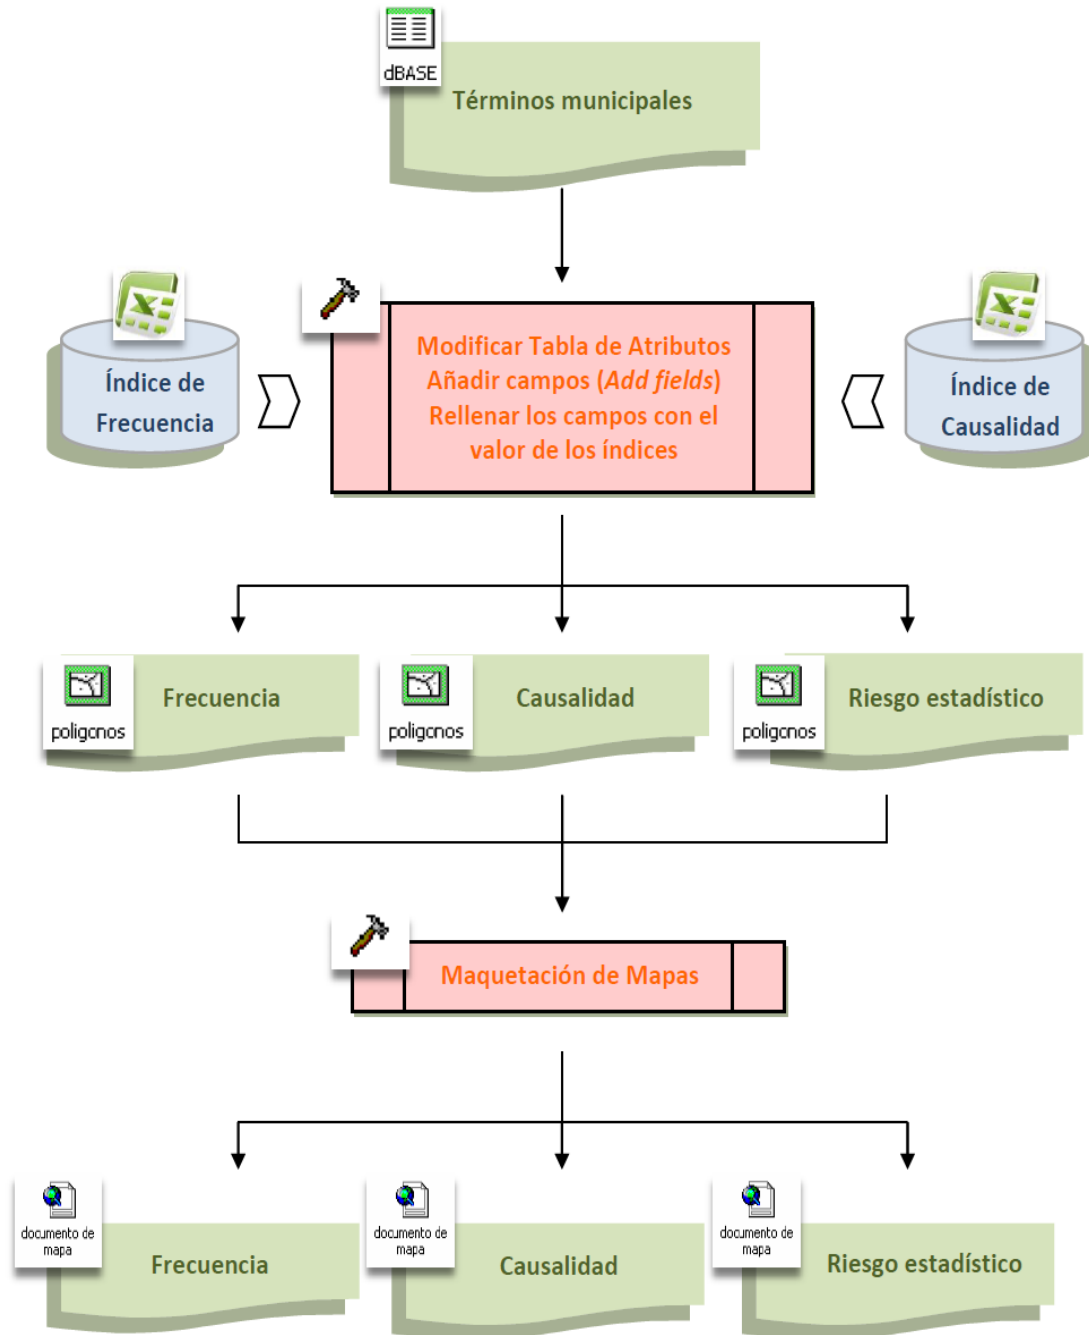 dBASE
Términos municipales
Índice de
Frecuencia
Modificar Tabla de Atributos
Añadir campos (Add fields)
Rellenar los campos con el
valor de los índices
Índice de
Causalidad
poligonos
Frecuencia
poligonos
Causalidad
poligonos
Riesgo estadístico
Maquetación de Mapas
documento de
mapa
Frecuencia
documento de
mapa
Causalidad
documento de
mapa
Riesgo estadístico